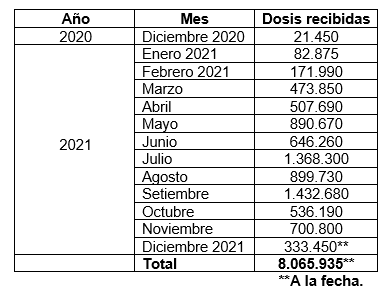 Año Mes Dosis recibidas
2020 Diciembre 2020 21.450
2021 Enero 2021 82.875
Febrero 2021 171.990
Marzo 473.850
Abril 507.690
Mayo 890.670
Junio 646.260
Julio 1.368.300
Agosto 899.730
Setiembre 1.432.680
Octubre 536.190
Noviembre 700.800
Diciembre 2021 333.450**
Total 8.065.935**
**A la fecha.